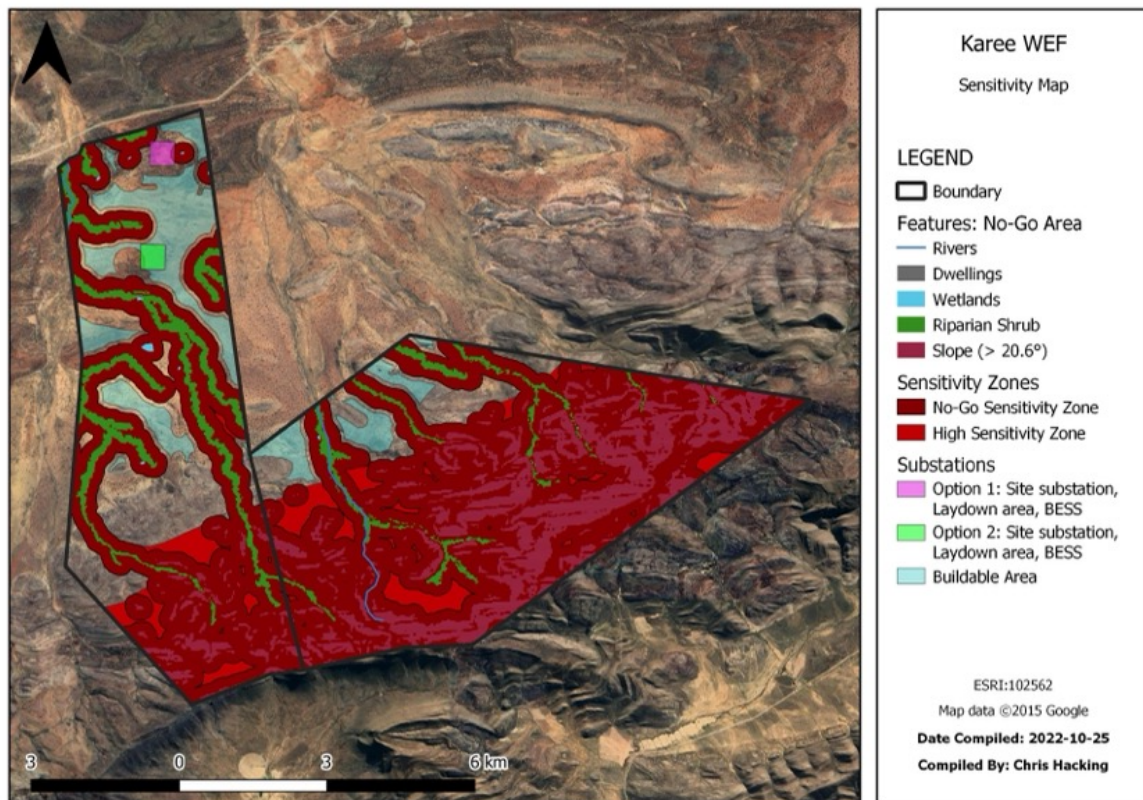 Karee WEF
Sensitivity Map
LEGEND
Boundary
Features: No-Go Area
Rivers
Dwellings
Wetlands
Riparian Shrub
Slope (> 20.6°)
Sensitivity Zones
No-Go Sensitivity Zone
High Sensitivity Zone
Substations
Option 1: Site substation,
Laydown area, BESS
Option 2: Site substation,
Laydown area, BESS
Buildable Area
ESRI:102562
Map data ©2015 Google
Date Compiled: 2022-10-25
Compiled By: Chris Hacking
3 0 3 6 km